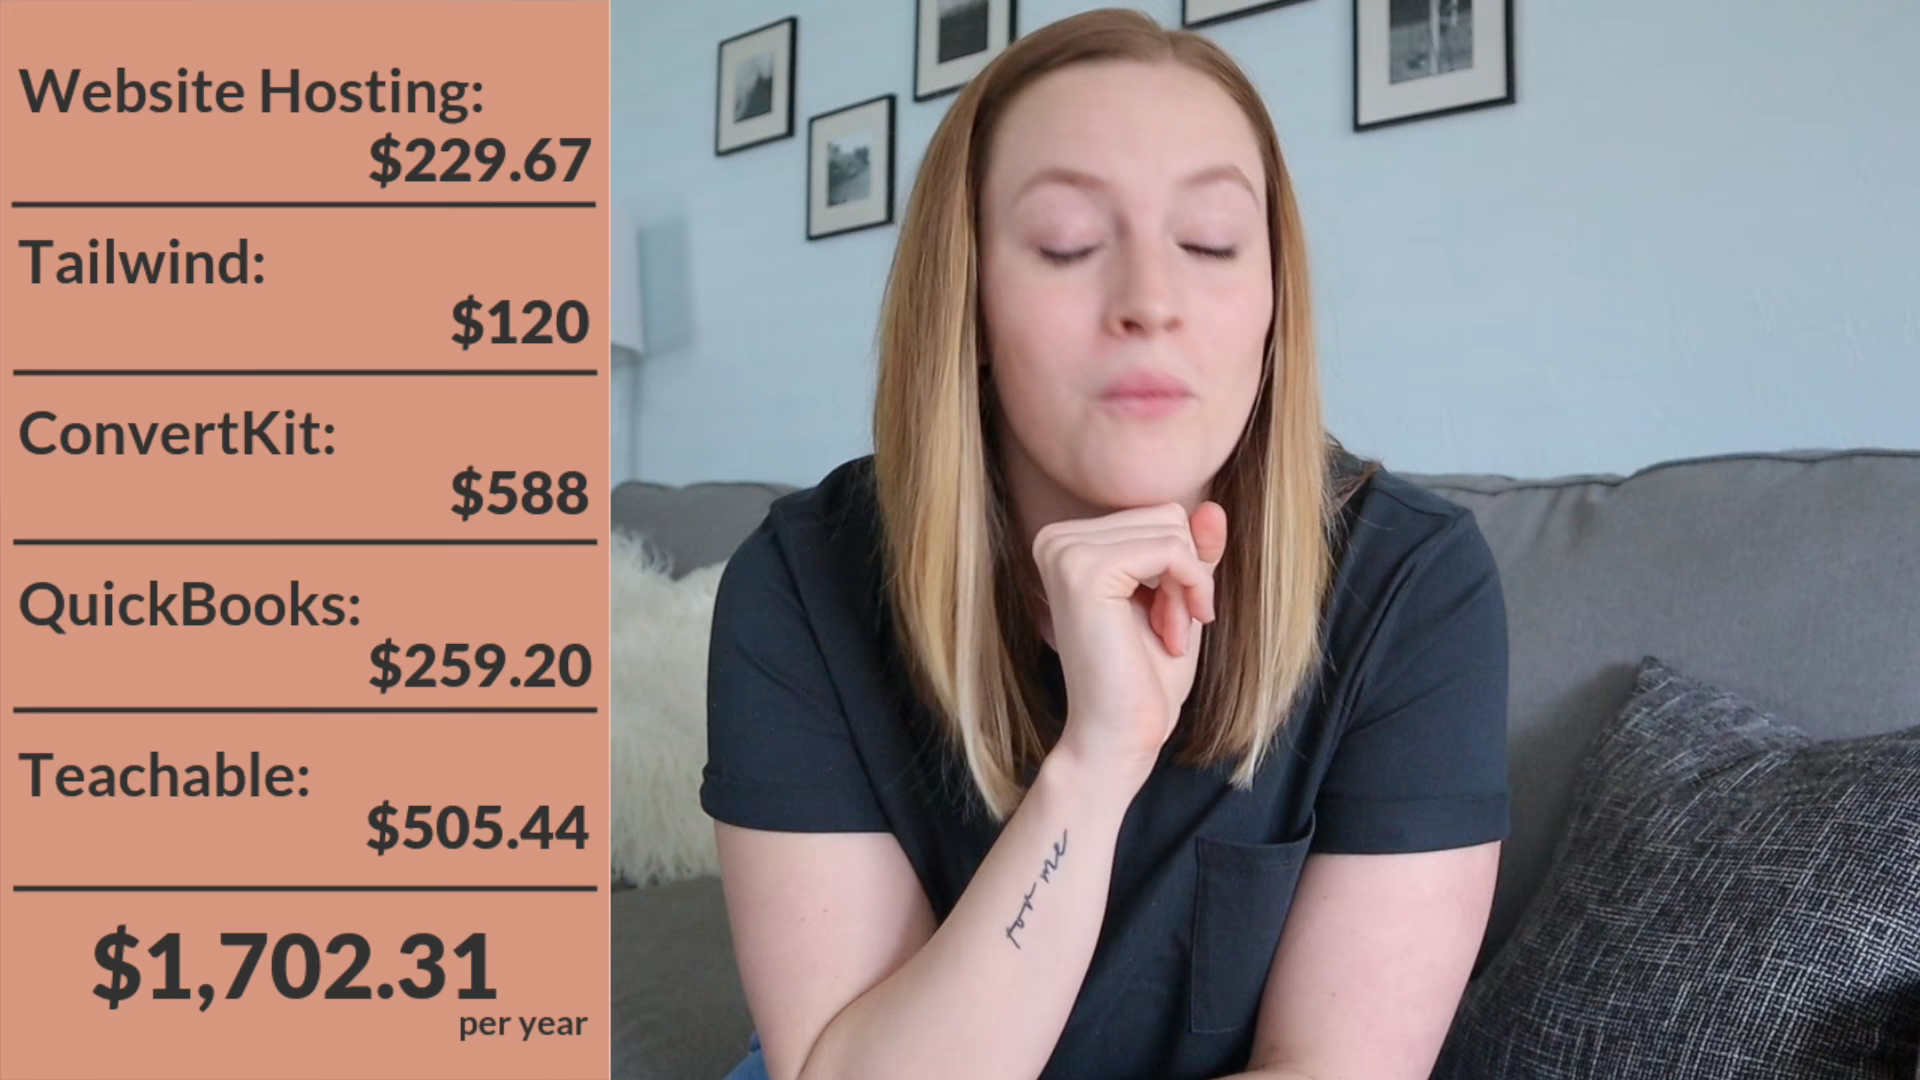 Website Hosting:
$229.67
Tailwind:
$120
ConvertKit:
$588
QuickBooks:
$259.20
Teachable:
$505.44
$1,702.31
per year
for me